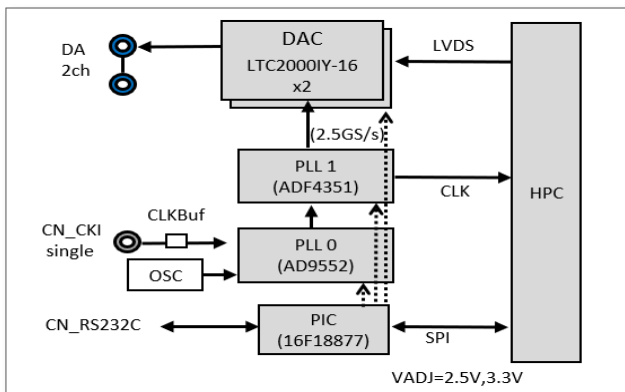 DA
2ch
DAC
LTC2000IY-16
x2
LVDS
(2.5GS/s)
PLL 1
(ADF4351)
CLK
HPC
CN_CKI
single
CLKBuf
PLL 0
(AD9552)
OSC
CN_RS232C
PIC
(16F18877)
SPI
VADJ=2.5V,3.3V